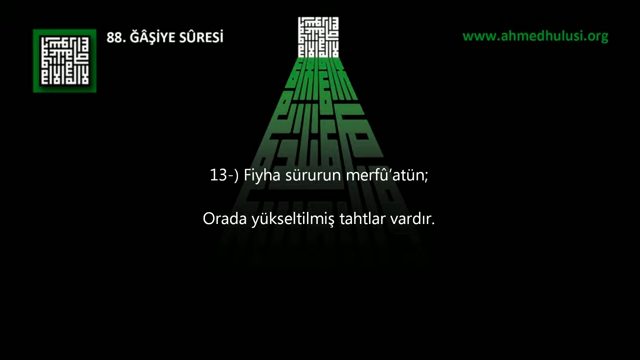 88. ĞÂŞİYE SÛRESİ
www.ahmedhulusi.org
13-) Fiyha sürurun merfû’atün;
Orada yükseltilmiş tahtlar vardır.